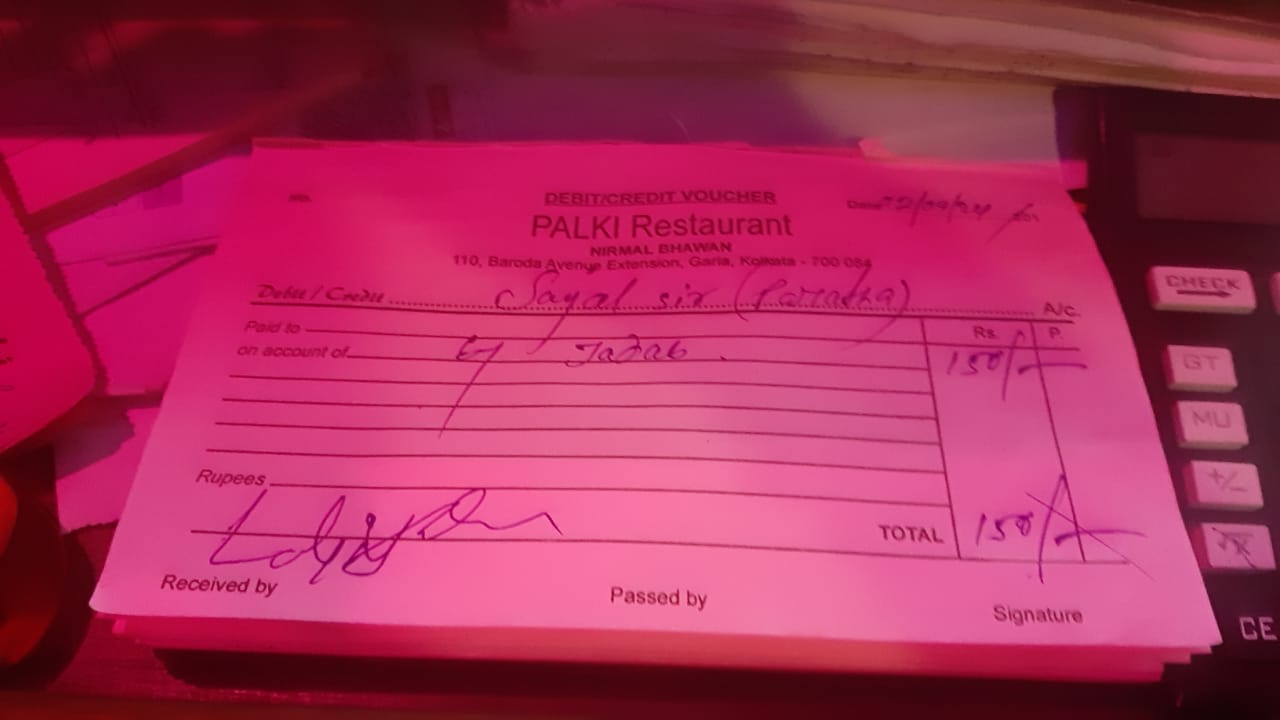 No.
DEBIT/CREDIT VOUCHER
PALKI Restaurant
Date /09/24 /201
NIRMAL BHAWAN
110, Baroda Avenue Extension, Garia, Kolkata - 700 084
Debit / Credit Sayal sir (Paratha) A/c.
Paid to
Rs. P.
on account of by Jadab. 150/-
Rupees
TOTAL 150/-
Received by Passed by Signature
CHECK
GT
MU
+/-
CE